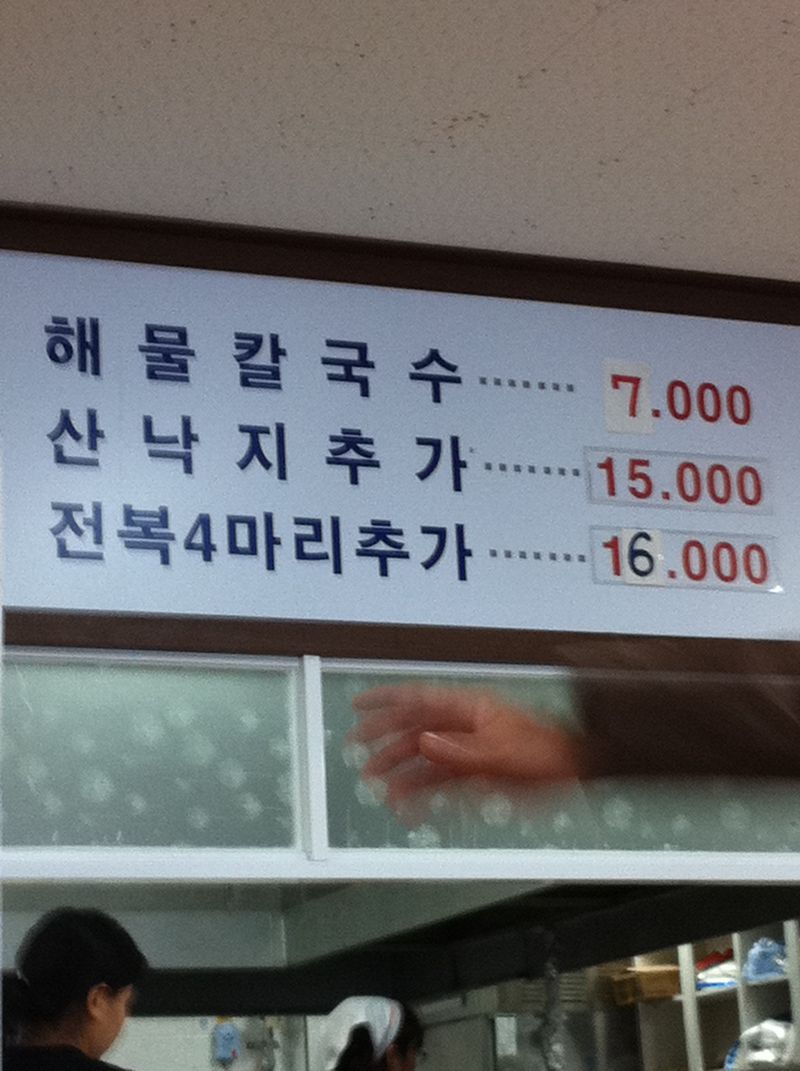 해물칼국수 ........ 7.000
산낙지추가 ........ 15.000
전복4마리추가 ........ 16.000